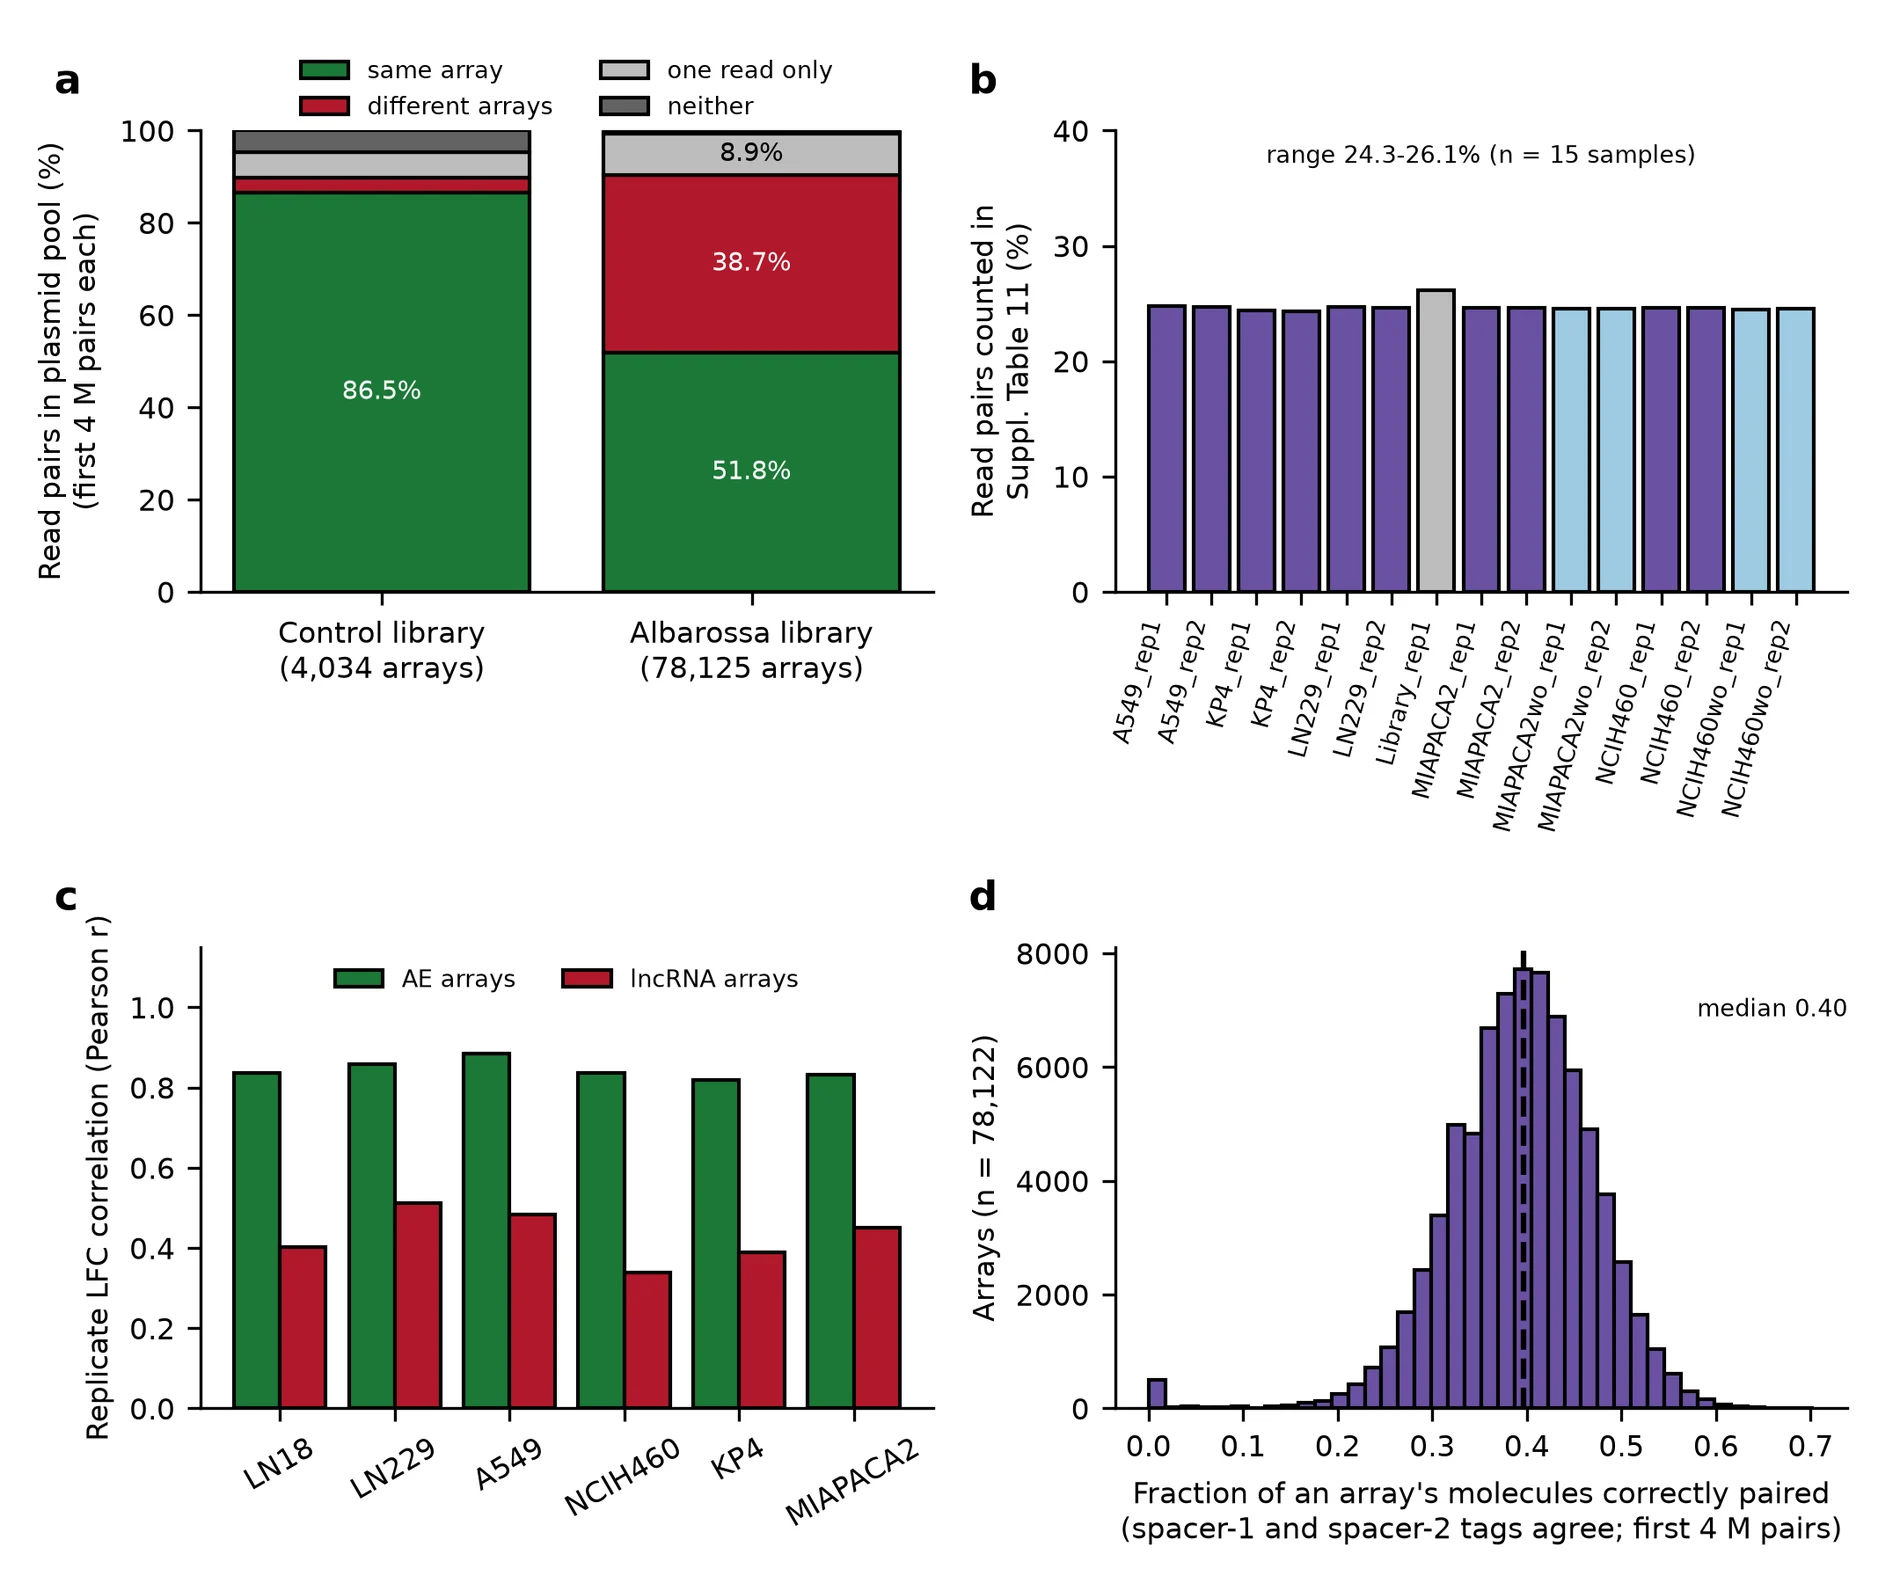 a
same array
different arrays
one read only
neither
Read pairs in plasmid pool (%)
(first 4 M pairs each)
100
80
60
40
20
0
86.5%
8.9%
38.7%
51.8%
Control library
(4,034 arrays)
Albarossa library
(78,125 arrays)
b
range 24.3-26.1% (n = 15 samples)
Read pairs counted in
Suppl. Table 11 (%)
40
30
20
10
0
A549_rep1
A549_rep2
KP4_rep1
KP4_rep2
LN229_rep1
LN229_rep2
Library_rep1
MIAPACA2_rep1
MIAPACA2_rep2
MIAPACA2wo_rep1
MIAPACA2wo_rep2
NCIH460_rep1
NCIH460_rep2
NCIH460wo_rep1
NCIH460wo_rep2
c
AE arrays
lncRNA arrays
Replicate LFC correlation (Pearson r)
1.0
0.8
0.6
0.4
0.2
0.0
LN18
LN229
A549
NCIH460
KP4
MIAPACA2
d
median 0.40
Arrays (n = 78,122)
8000
6000
4000
2000
0
0.0
0.1
0.2
0.3
0.4
0.5
0.6
0.7
Fraction of an array's molecules correctly paired
(spacer-1 and spacer-2 tags agree; first 4 M pairs)